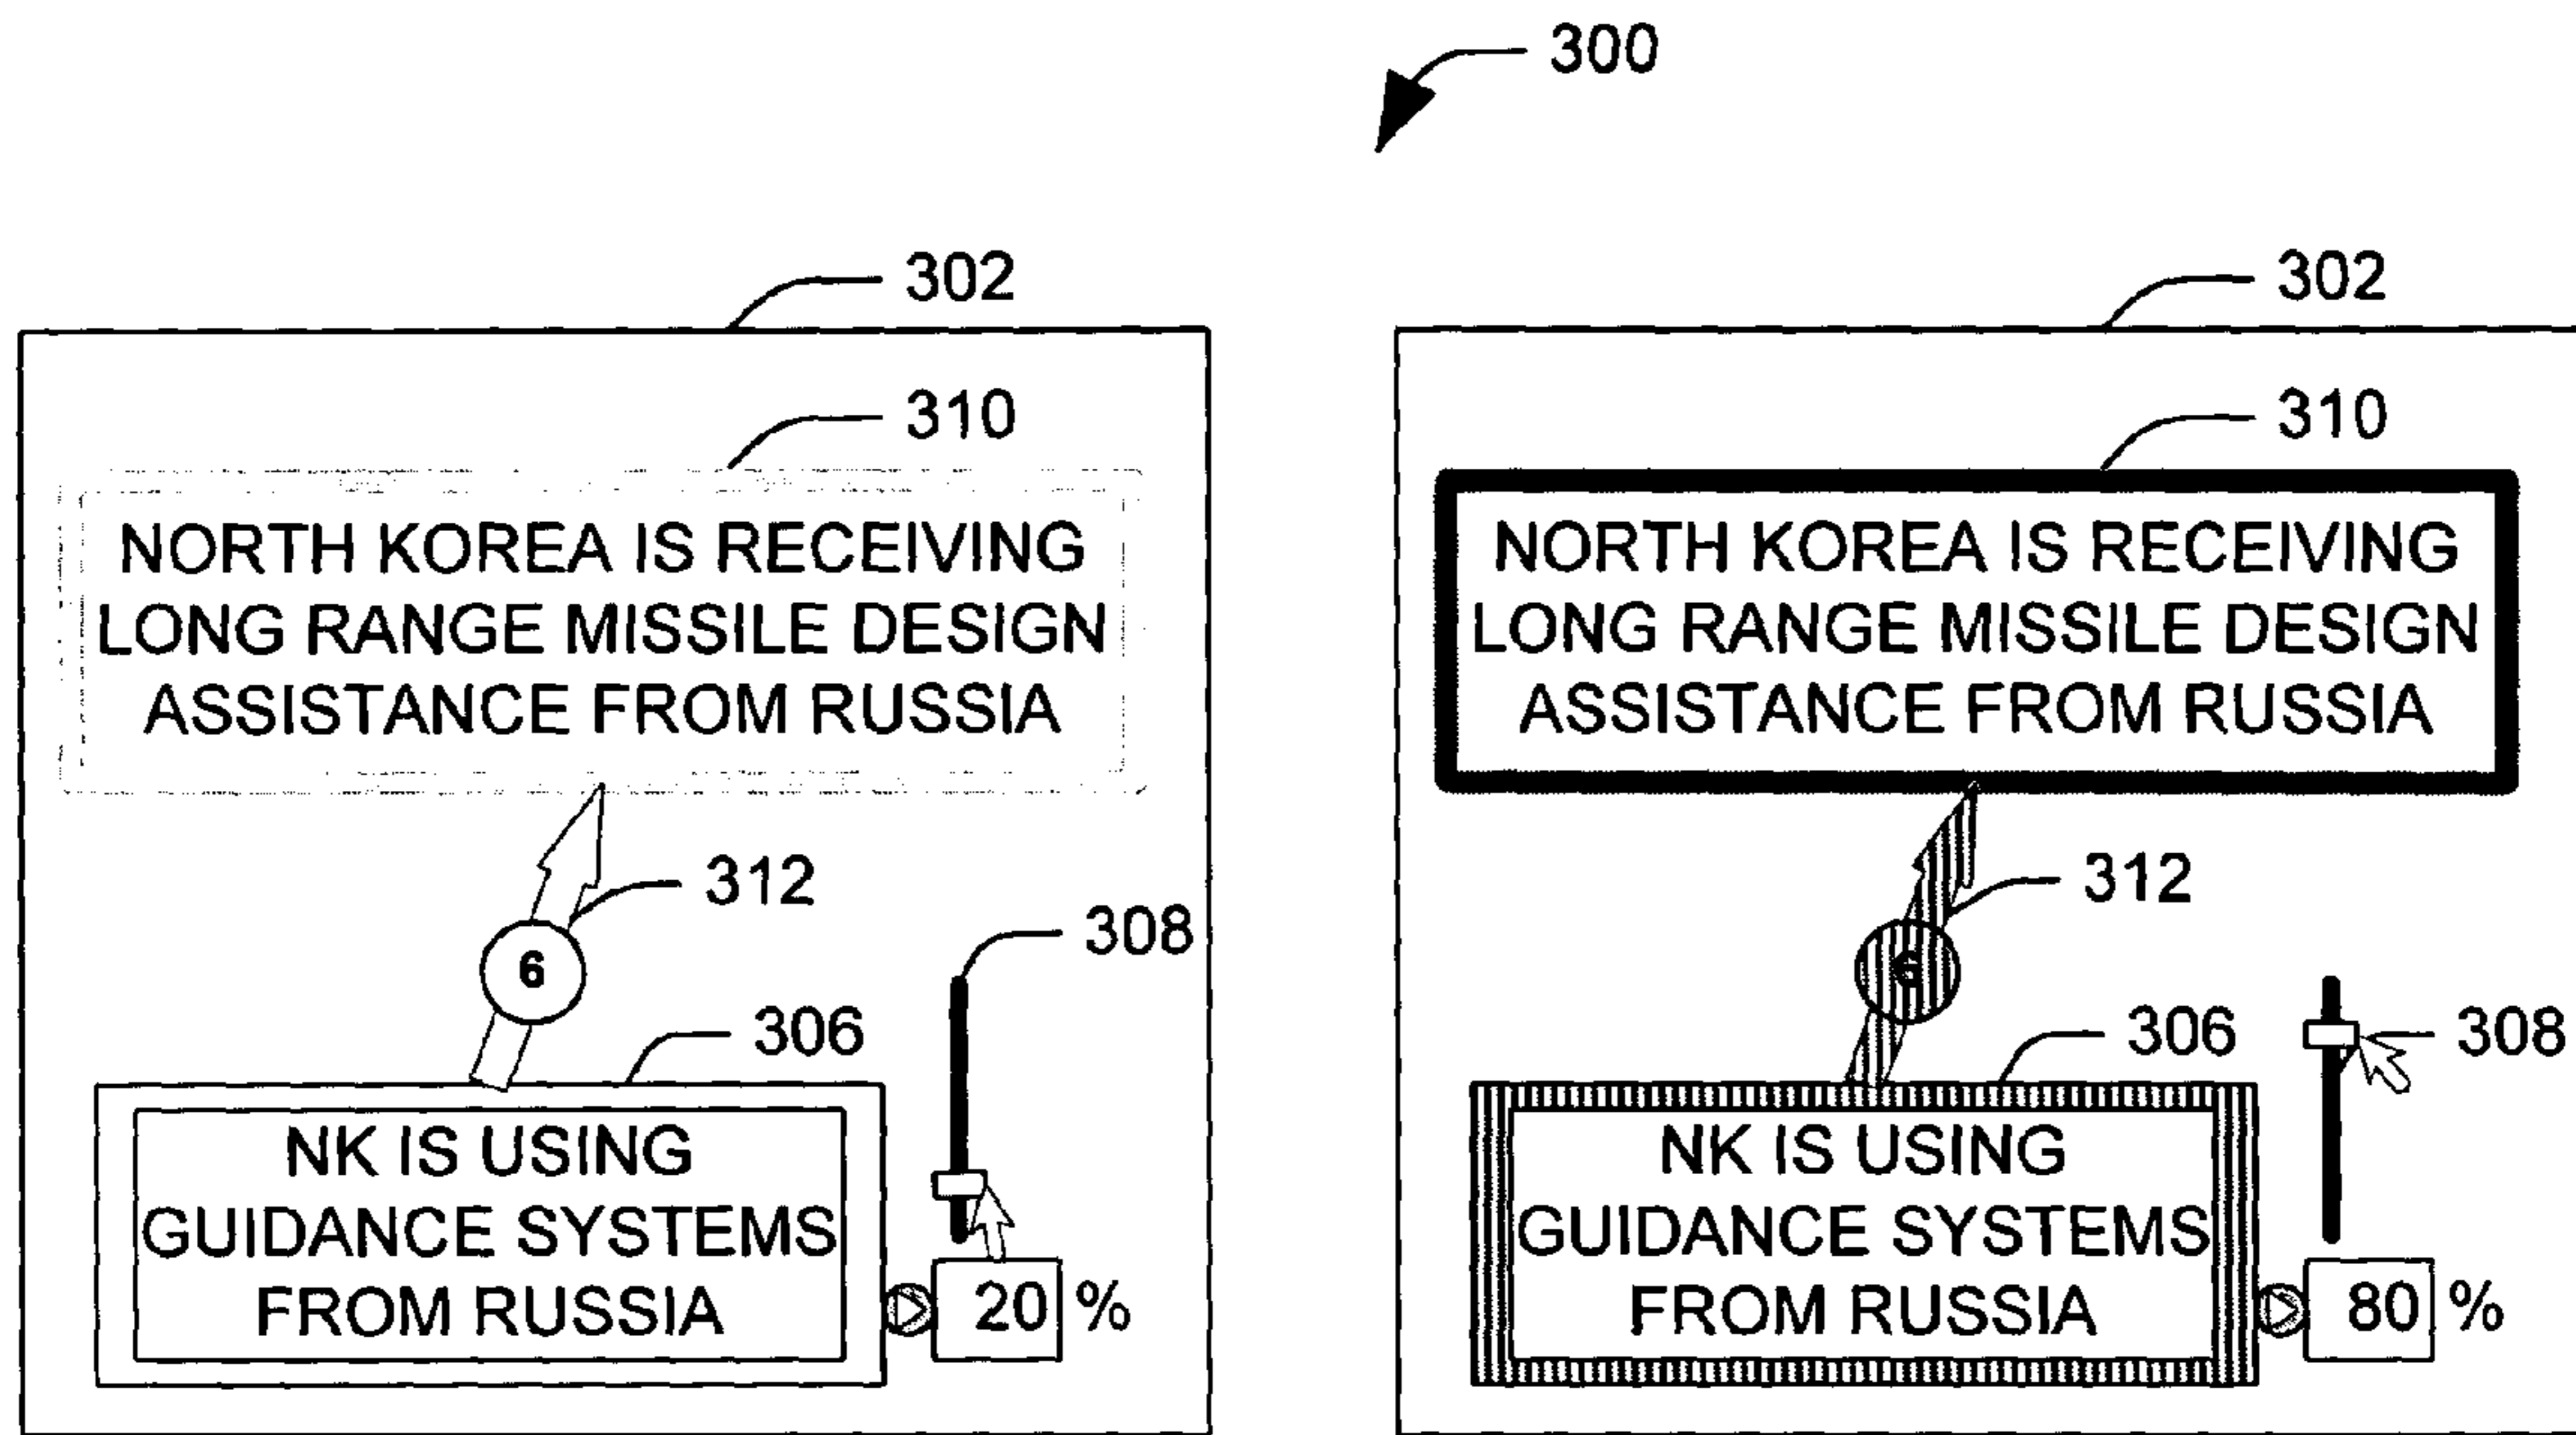 300
302
310
NORTH KOREA IS RECEIVING
LONG RANGE MISSILE DESIGN
ASSISTANCE FROM RUSSIA
312
6
308
306
NK IS USING
GUIDANCE SYSTEMS
FROM RUSSIA
20 %
302
310
NORTH KOREA IS RECEIVING
LONG RANGE MISSILE DESIGN
ASSISTANCE FROM RUSSIA
312
6
306
308
NK IS USING
GUIDANCE SYSTEMS
FROM RUSSIA
80 %